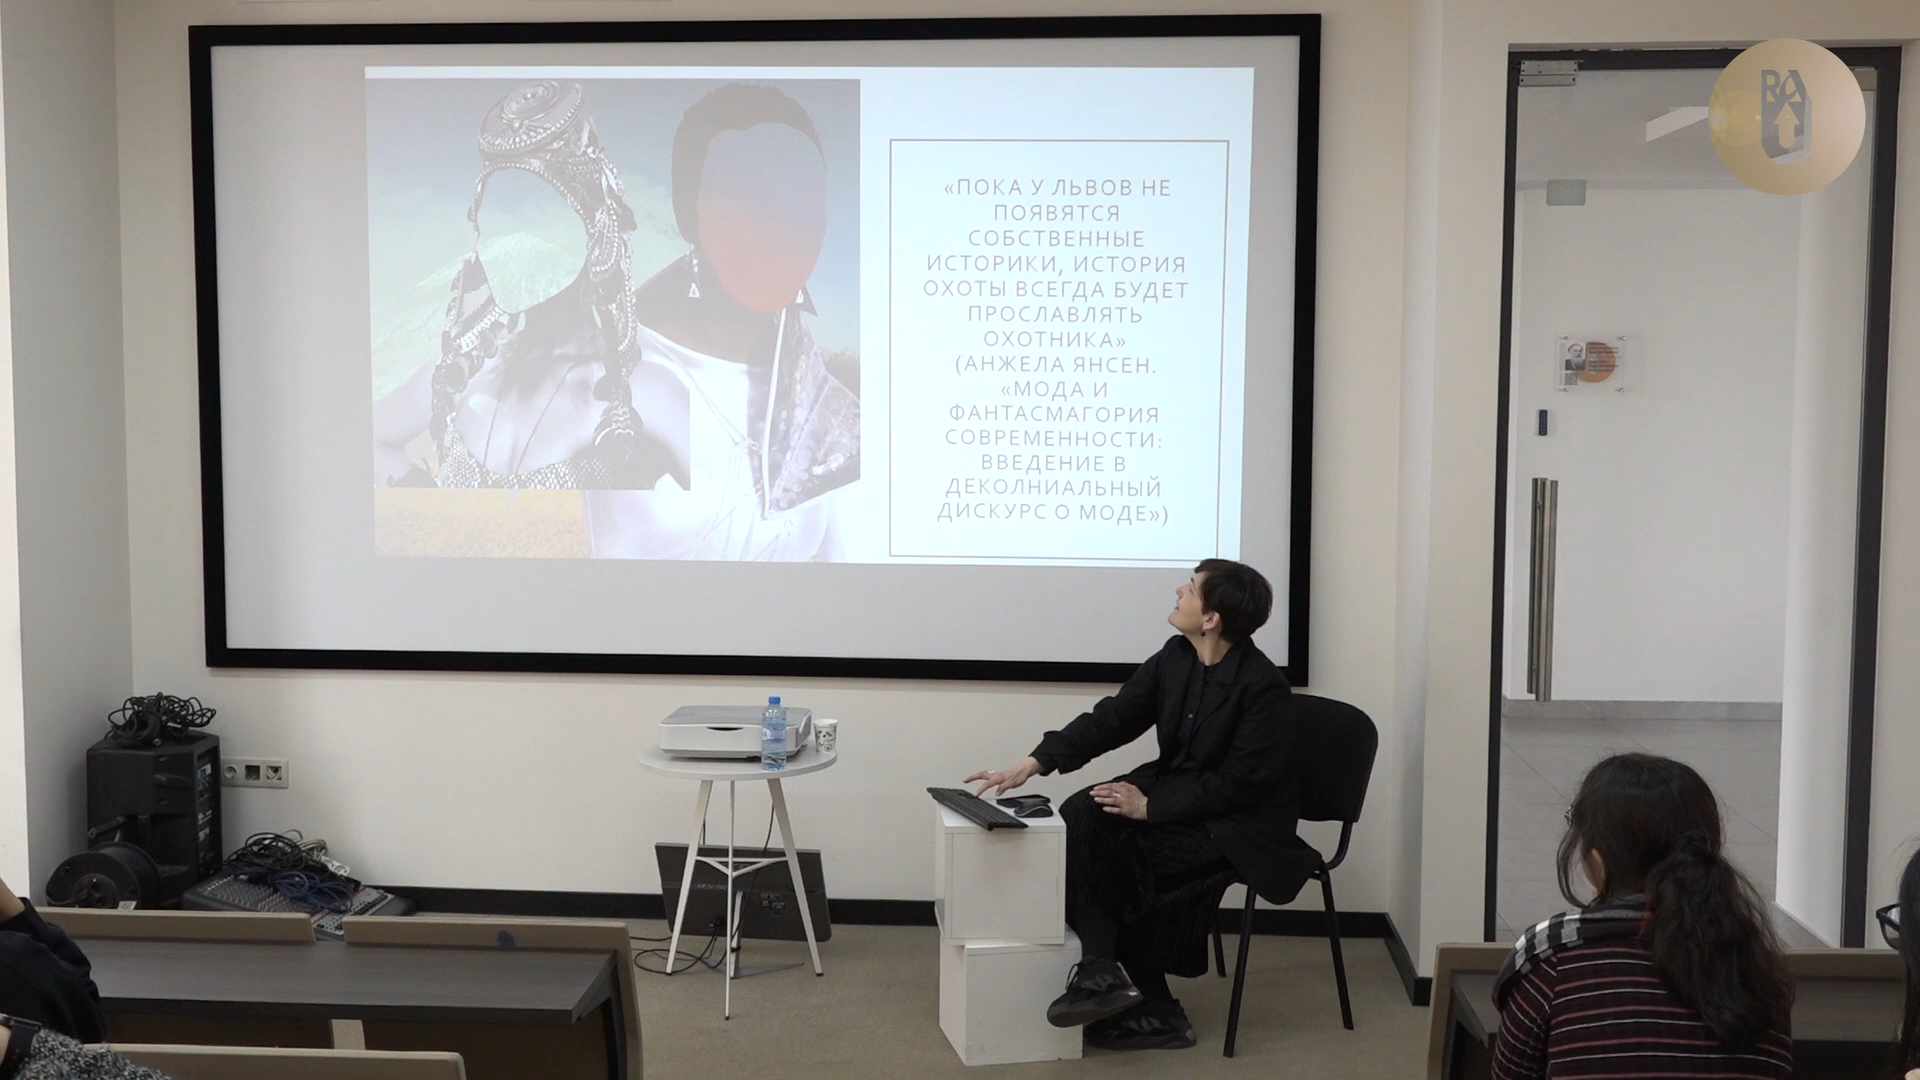 «ПОКА У ЛЬВОВ НЕ
ПОЯВЯТСЯ
СОБСТВЕННЫЕ
ИСТОРИКИ, ИСТОРИЯ
ОХОТЫ ВСЕГДА БУДЕТ
ПРОСЛАВЛЯТЬ
ОХОТНИКА»
(АНЖЕЛА ЯНСЕН.
«МОДА И
ФАНТАСМАГОРИЯ
СОВРЕМЕННОСТИ:
ВВЕДЕНИЕ В
ДЕКОЛНИАЛЬНЫЙ
ДИСКУРС О МОДЕ»)
RAU